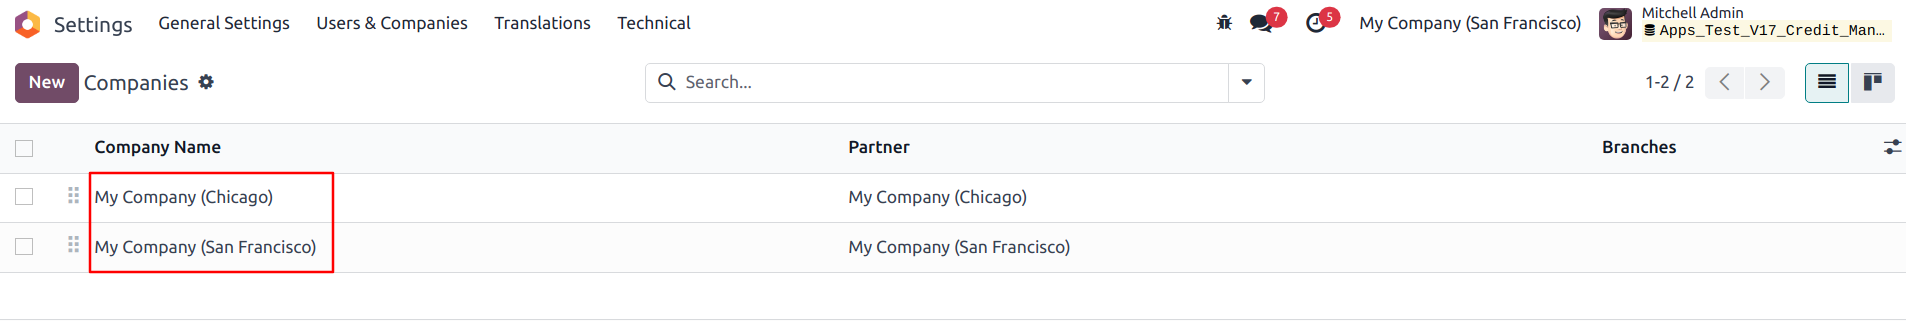 Settings General Settings Users & Companies Translations Technical 7 5 My Company (San Francisco) Mitchell Admin
Apps_Test_V17_Credit_Man...
New Companies Search... 1-2 / 2
Company Name Partner Branches
My Company (Chicago) My Company (Chicago)
My Company (San Francisco) My Company (San Francisco)